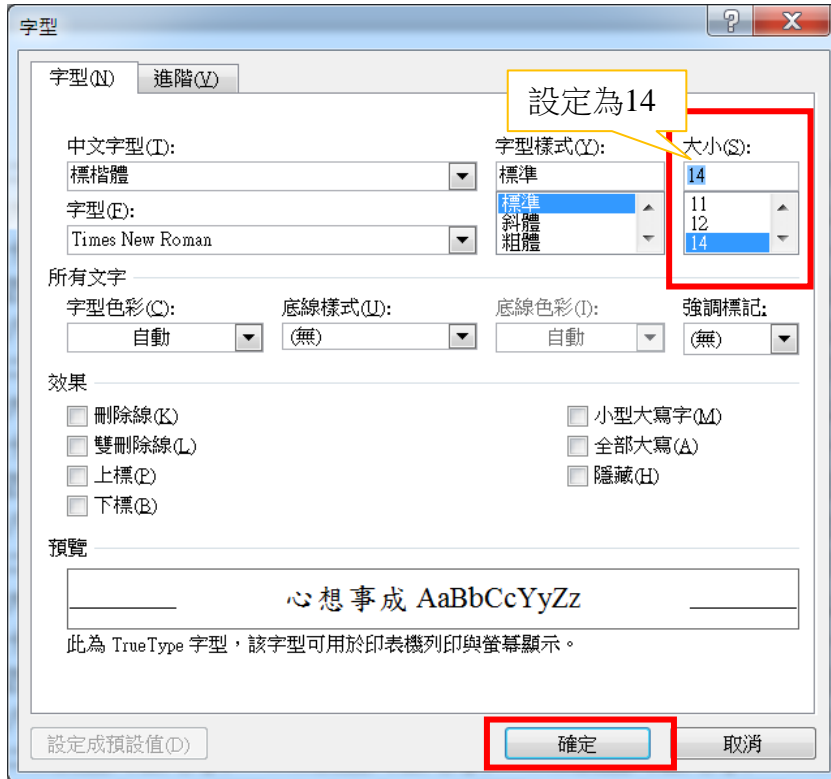 字型
字型(N) 進階(V)
設定為14
中文字型(T): 字型樣式(Y): 大小(S):
標楷體 標準 14
字型(F): 標準 11
斜體 12
Times New Roman 粗體 14
所有文字
字型色彩(C): 底線樣式(U): 底線色彩(I): 強調標記:
自動 (無) 自動 (無)
效果
刪除線(K) 小型大寫字(M)
雙刪除線(L) 全部大寫(A)
上標(P) 隱藏(H)
下標(B)
預覽
心想事成 AaBbCcYyZz
此為 TrueType 字型，該字型可用於印表機列印與螢幕顯示。
設定成預設值(D) 確定 取消